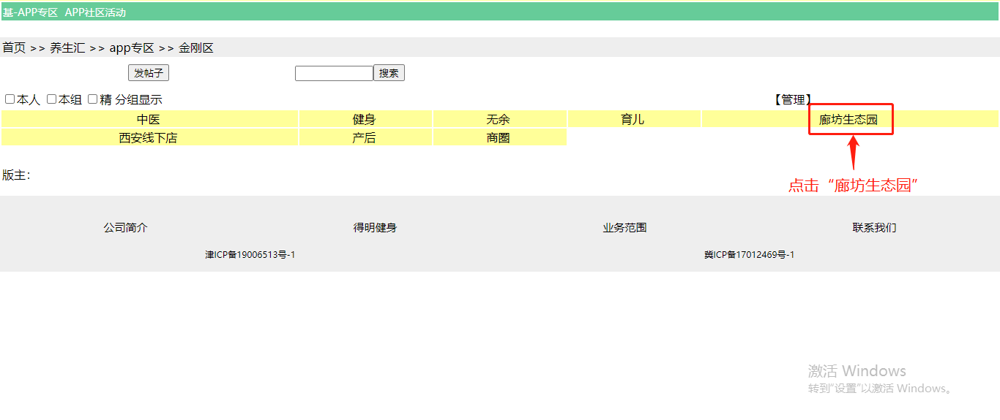 基-APP专区 APP社区活动
首页 >> 养生汇 >> app专区 >> 金刚区
发帖子 搜索
本人 本组 精 分组显示 【管理】
中医 健身 无余 育儿 廊坊生态园
西安线下店 产后 商圈
版主：
点击“廊坊生态园”
公司简介 得明健身 业务范围 联系我们
津ICP备19006513号-1 冀ICP备17012469号-1
激活 Windows
转到"设置"以激活 Windows。